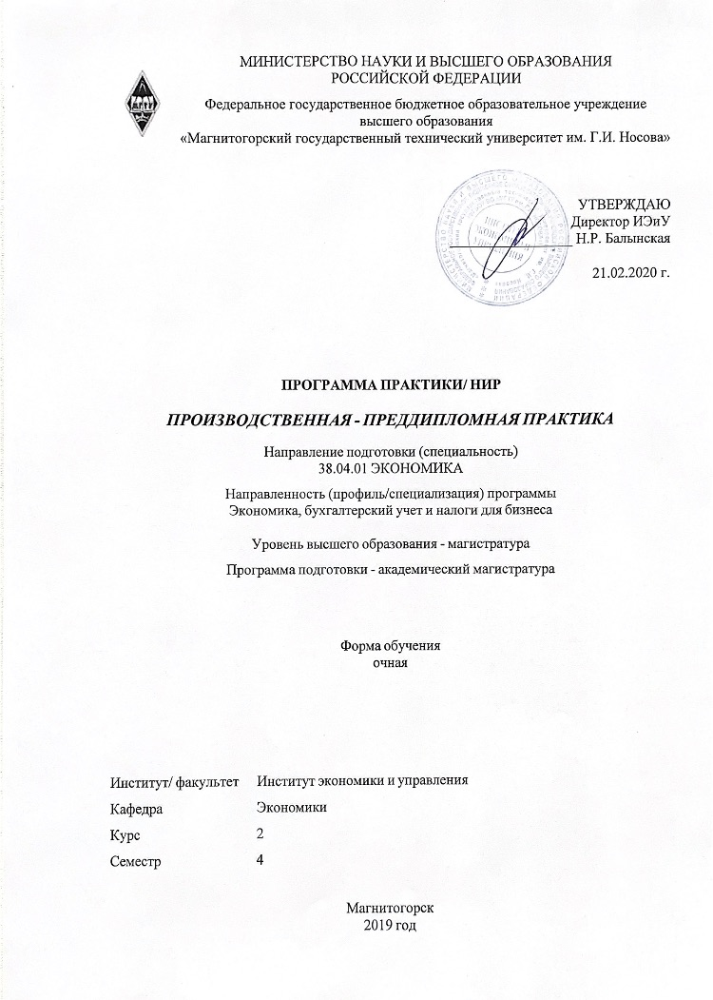 МИНИСТЕРСТВО НАУКИ И ВЫСШЕГО ОБРАЗОВАНИЯ
РОССИЙСКОЙ ФЕДЕРАЦИИ
Федеральное государственное бюджетное образовательное учреждение
высшего образования
«Магнитогорский государственный технический университет им. Г.И. Носова»
УТВЕРЖДАЮ
Директор ИЭиУ
Н.Р. Балынская
21.02.2020 г.
ПРОГРАММА ПРАКТИКИ/ НИР
ПРОИЗВОДСТВЕННАЯ - ПРЕДДИПЛОМНАЯ ПРАКТИКА
Направление подготовки (специальность)
38.04.01 ЭКОНОМИКА
Направленность (профиль/специализация) программы
Экономика, бухгалтерский учет и налоги для бизнеса
Уровень высшего образования - магистратура
Программа подготовки - академический магистратура
Форма обучения
очная
Институт/ факультет Институт экономики и управления
Кафедра Экономики
Курс 2
Семестр 4
Магнитогорск
2019 год